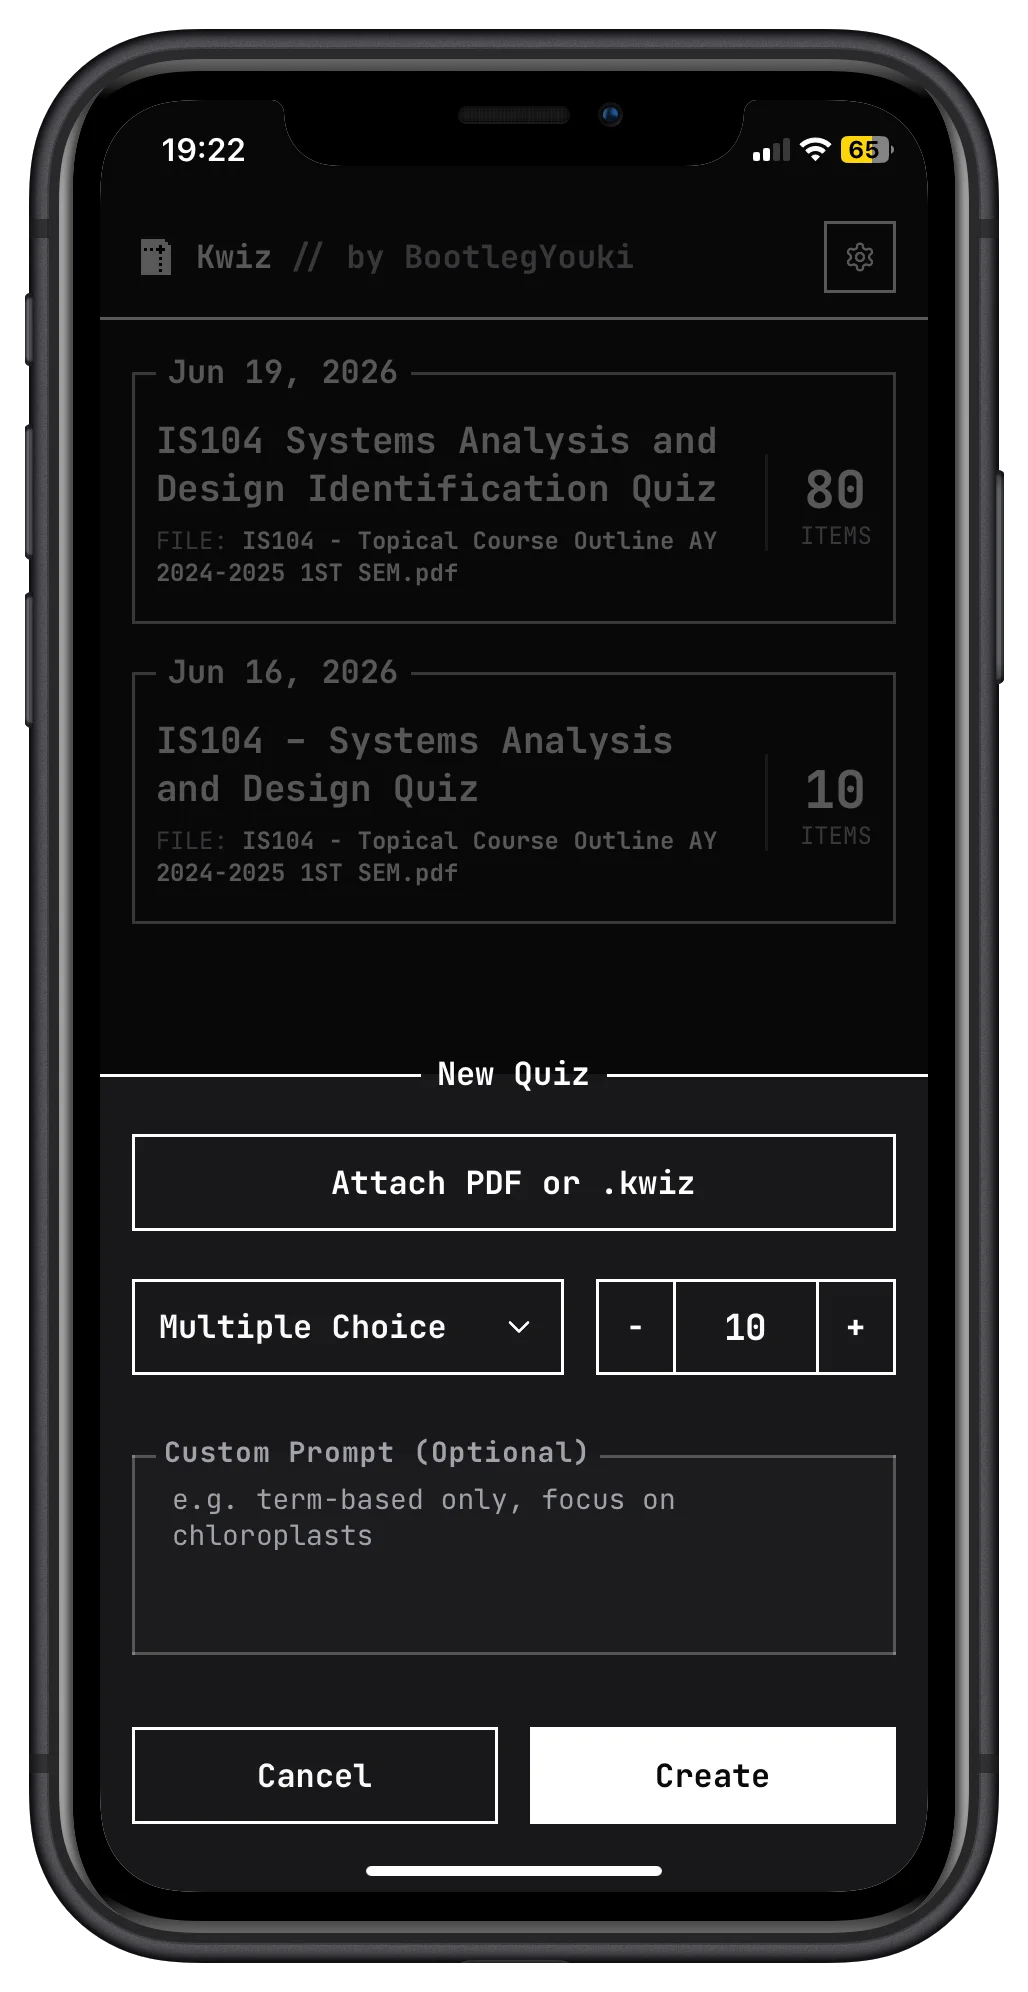 19:22
65
Kwiz // by BootlegYouki
Jun 19, 2026
IS104 Systems Analysis and
Design Identification Quiz
FILE: IS104 - Topical Course Outline AY
2024-2025 1ST SEM.pdf
80
ITEMS
Jun 16, 2026
IS104 – Systems Analysis
and Design Quiz
FILE: IS104 - Topical Course Outline AY
2024-2025 1ST SEM.pdf
10
ITEMS
New Quiz
Attach PDF or .kwiz
Multiple Choice
- 10 +
Custom Prompt (Optional)
e.g. term-based only, focus on
chloroplasts
Cancel
Create